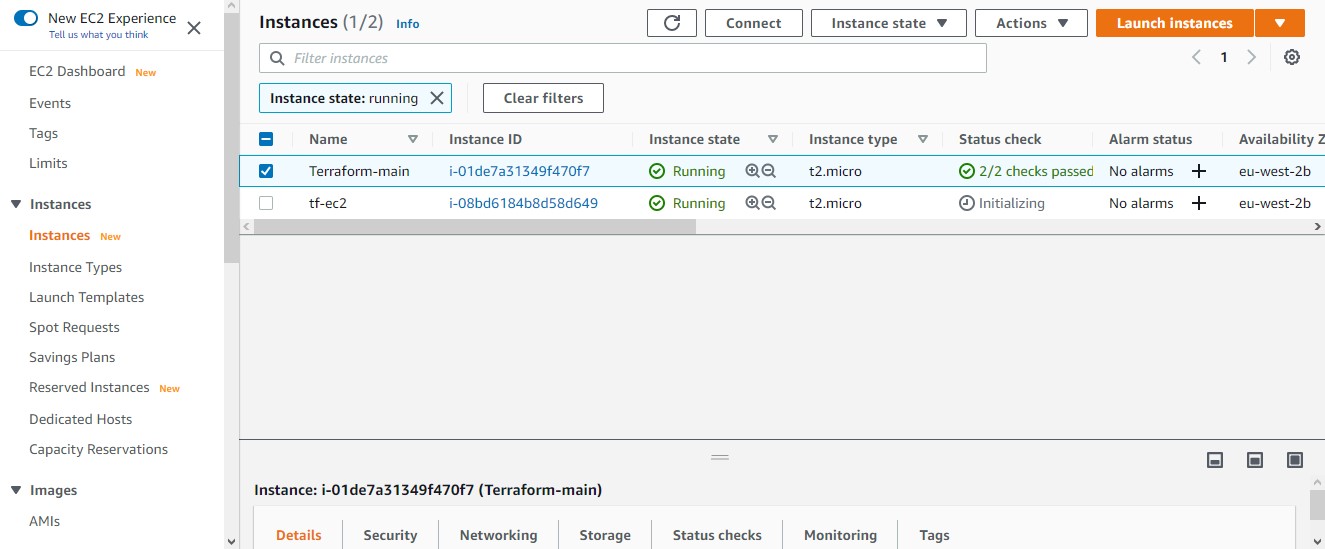 New EC2 Experience
Tell us what you think
EC2 Dashboard New
Events
Tags
Limits
Instances
Instances New
Instance Types
Launch Templates
Spot Requests
Savings Plans
Reserved Instances New
Dedicated Hosts
Capacity Reservations
Images
AMIs
Instances (1/2) Info
Connect
Instance state
Actions
Launch instances
Filter instances
1
Instance state: running
Clear filters
Name Instance ID Instance state Instance type Status check Alarm status Availability Z
Terraform-main i-01de7a31349f470f7 Running t2.micro 2/2 checks passed No alarms eu-west-2b
tf-ec2 i-08bd6184b8d58d649 Running t2.micro Initializing No alarms eu-west-2b
Instance: i-01de7a31349f470f7 (Terraform-main)
Details Security Networking Storage Status checks Monitoring Tags